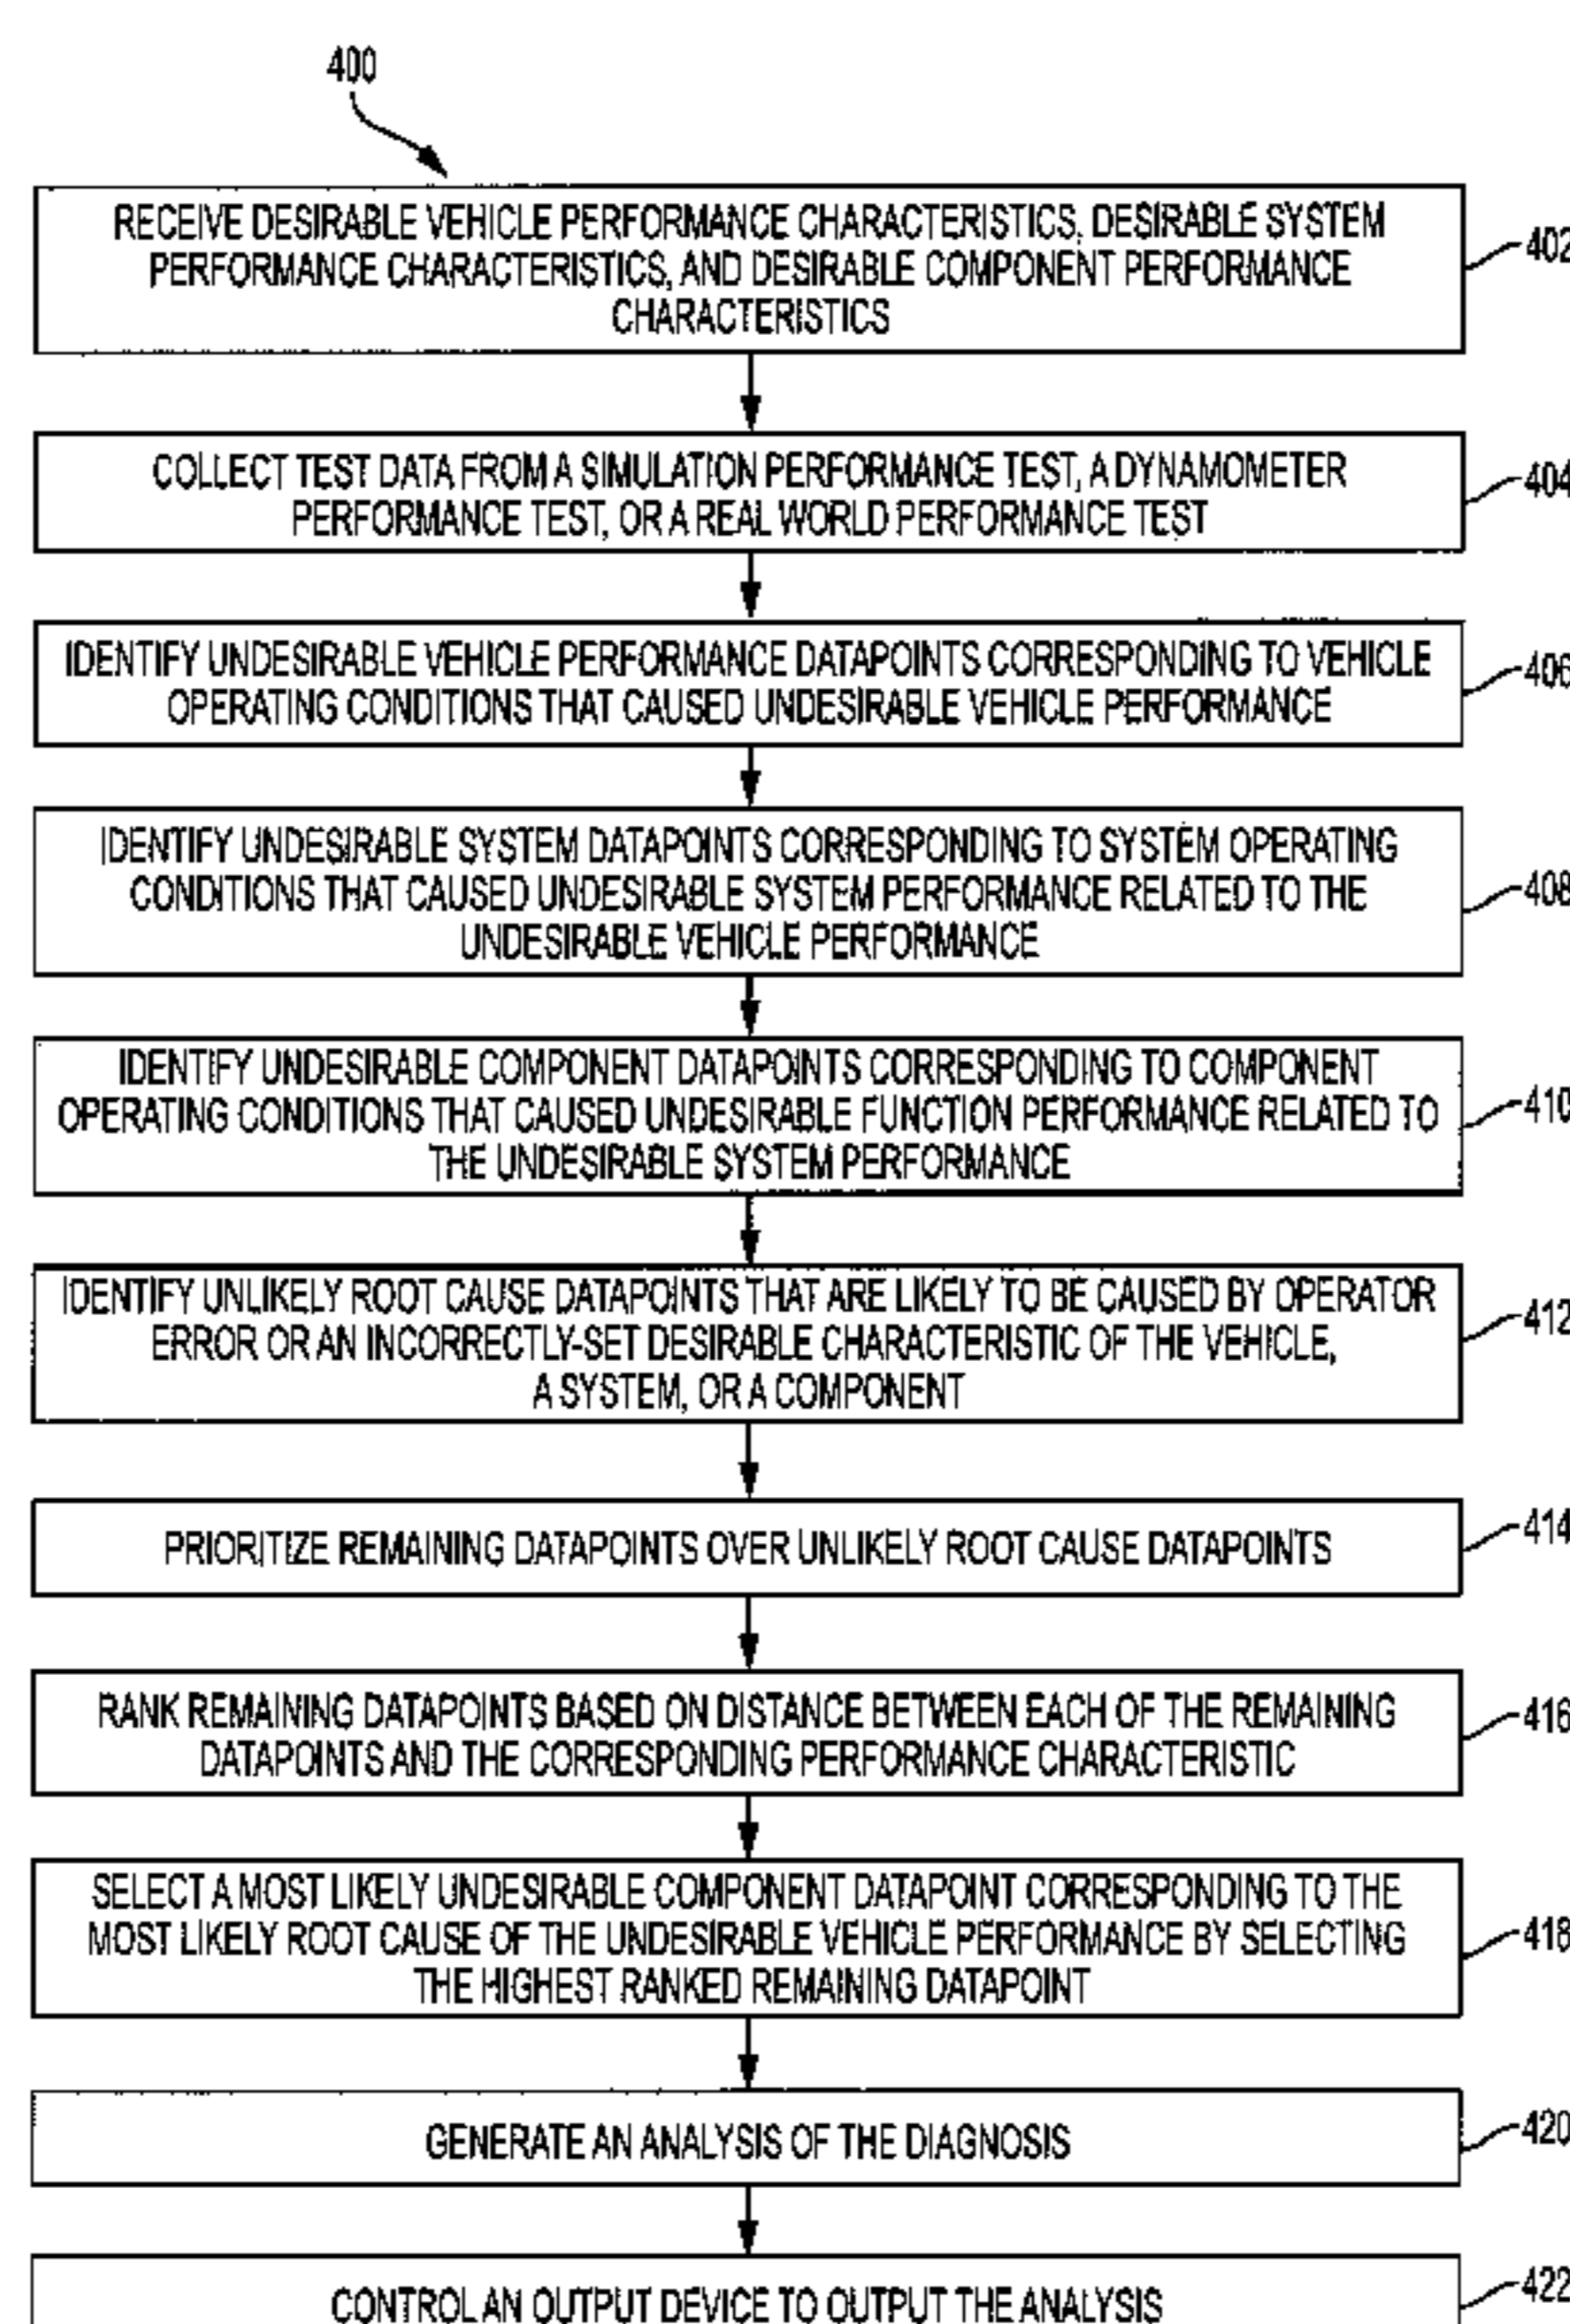 400
RECEIVE DESIRABLE VEHICLE PERFORMANCE CHARACTERISTICS, DESIRABLE SYSTEM
PERFORMANCE CHARACTERISTICS, AND DESIRABLE COMPONENT PERFORMANCE
CHARACTERISTICS
402
COLLECT TEST DATA FROM A SIMULATION PERFORMANCE TEST, A DYNAMOMETER
PERFORMANCE TEST, OR A REAL WORLD PERFORMANCE TEST
404
IDENTIFY UNDESIRABLE VEHICLE PERFORMANCE DATAPOINTS CORRESPONDING TO VEHICLE
OPERATING CONDITIONS THAT CAUSED UNDESIRABLE VEHICLE PERFORMANCE
406
IDENTIFY UNDESIRABLE SYSTEM DATAPOINTS CORRESPONDING TO SYSTEM OPERATING
CONDITIONS THAT CAUSED UNDESIRABLE SYSTEM PERFORMANCE RELATED TO THE
UNDESIRABLE VEHICLE PERFORMANCE
408
IDENTIFY UNDESIRABLE COMPONENT DATAPOINTS CORRESPONDING TO COMPONENT
OPERATING CONDITIONS THAT CAUSED UNDESIRABLE FUNCTION PERFORMANCE RELATED TO
THE UNDESIRABLE SYSTEM PERFORMANCE
410
IDENTIFY UNLIKELY ROOT CAUSE DATAPOINTS THAT ARE LIKELY TO BE CAUSED BY OPERATOR
ERROR OR AN INCORRECTLY-SET DESIRABLE CHARACTERISTIC OF THE VEHICLE,
A SYSTEM, OR A COMPONENT
412
PRIORITIZE REMAINING DATAPOINTS OVER UNLIKELY ROOT CAUSE DATAPOINTS
414
RANK REMAINING DATAPOINTS BASED ON DISTANCE BETWEEN EACH OF THE REMAINING
DATAPOINTS AND THE CORRESPONDING PERFORMANCE CHARACTERISTIC
416
SELECT A MOST LIKELY UNDESIRABLE COMPONENT DATAPOINT CORRESPONDING TO THE
MOST LIKELY ROOT CAUSE OF THE UNDESIRABLE VEHICLE PERFORMANCE BY SELECTING
THE HIGHEST RANKED REMAINING DATAPOINT
418
GENERATE AN ANALYSIS OF THE DIAGNOSIS
420
CONTROL AN OUTPUT DEVICE TO OUTPUT THE ANALYSIS
422